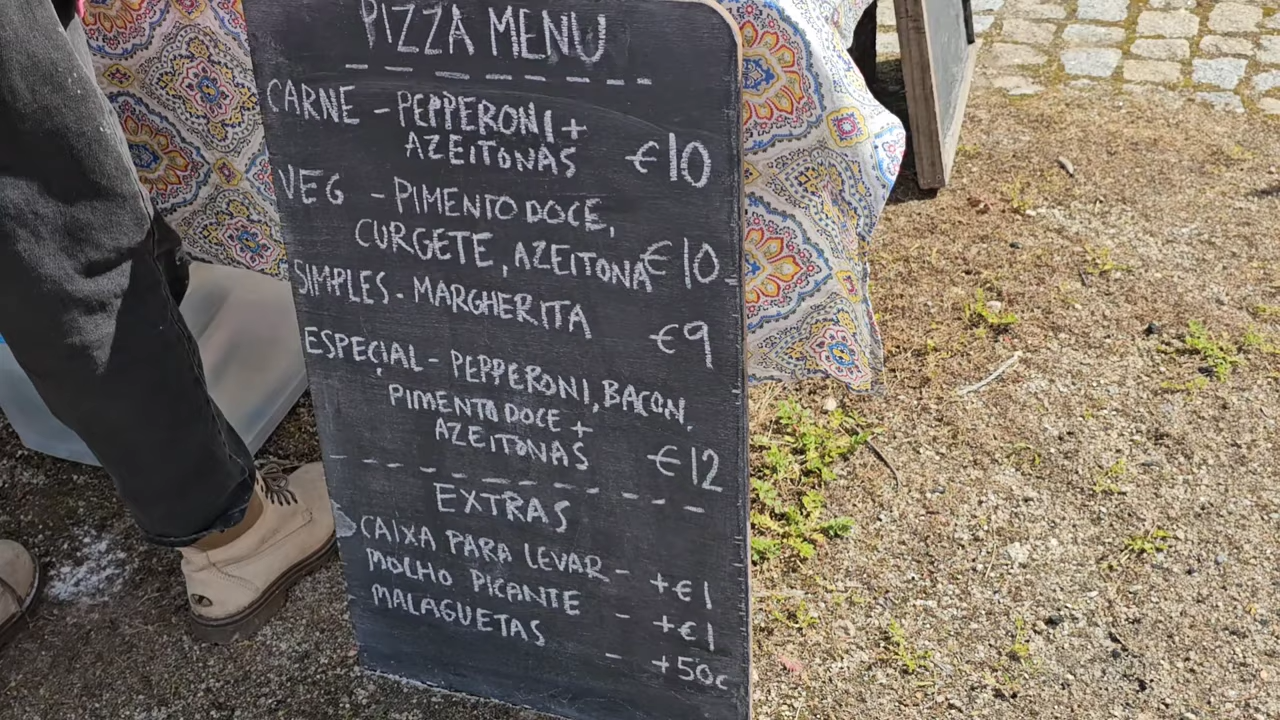 PIZZA MENU
CARNE - PEPPERONI +
AZEITONAS €10
VEG - PIMENTO DOCE,
CURGETE, AZEITONA €10
SIMPLES - MARGHERITA €9
ESPECIAL - PEPPERONI, BACON,
PIMENTO DOCE +
AZEITONAS €12
EXTRAS
CAIXA PARA LEVAR - +€1
MOLHO PICANTE - +€1
MALAGUETAS - +50c